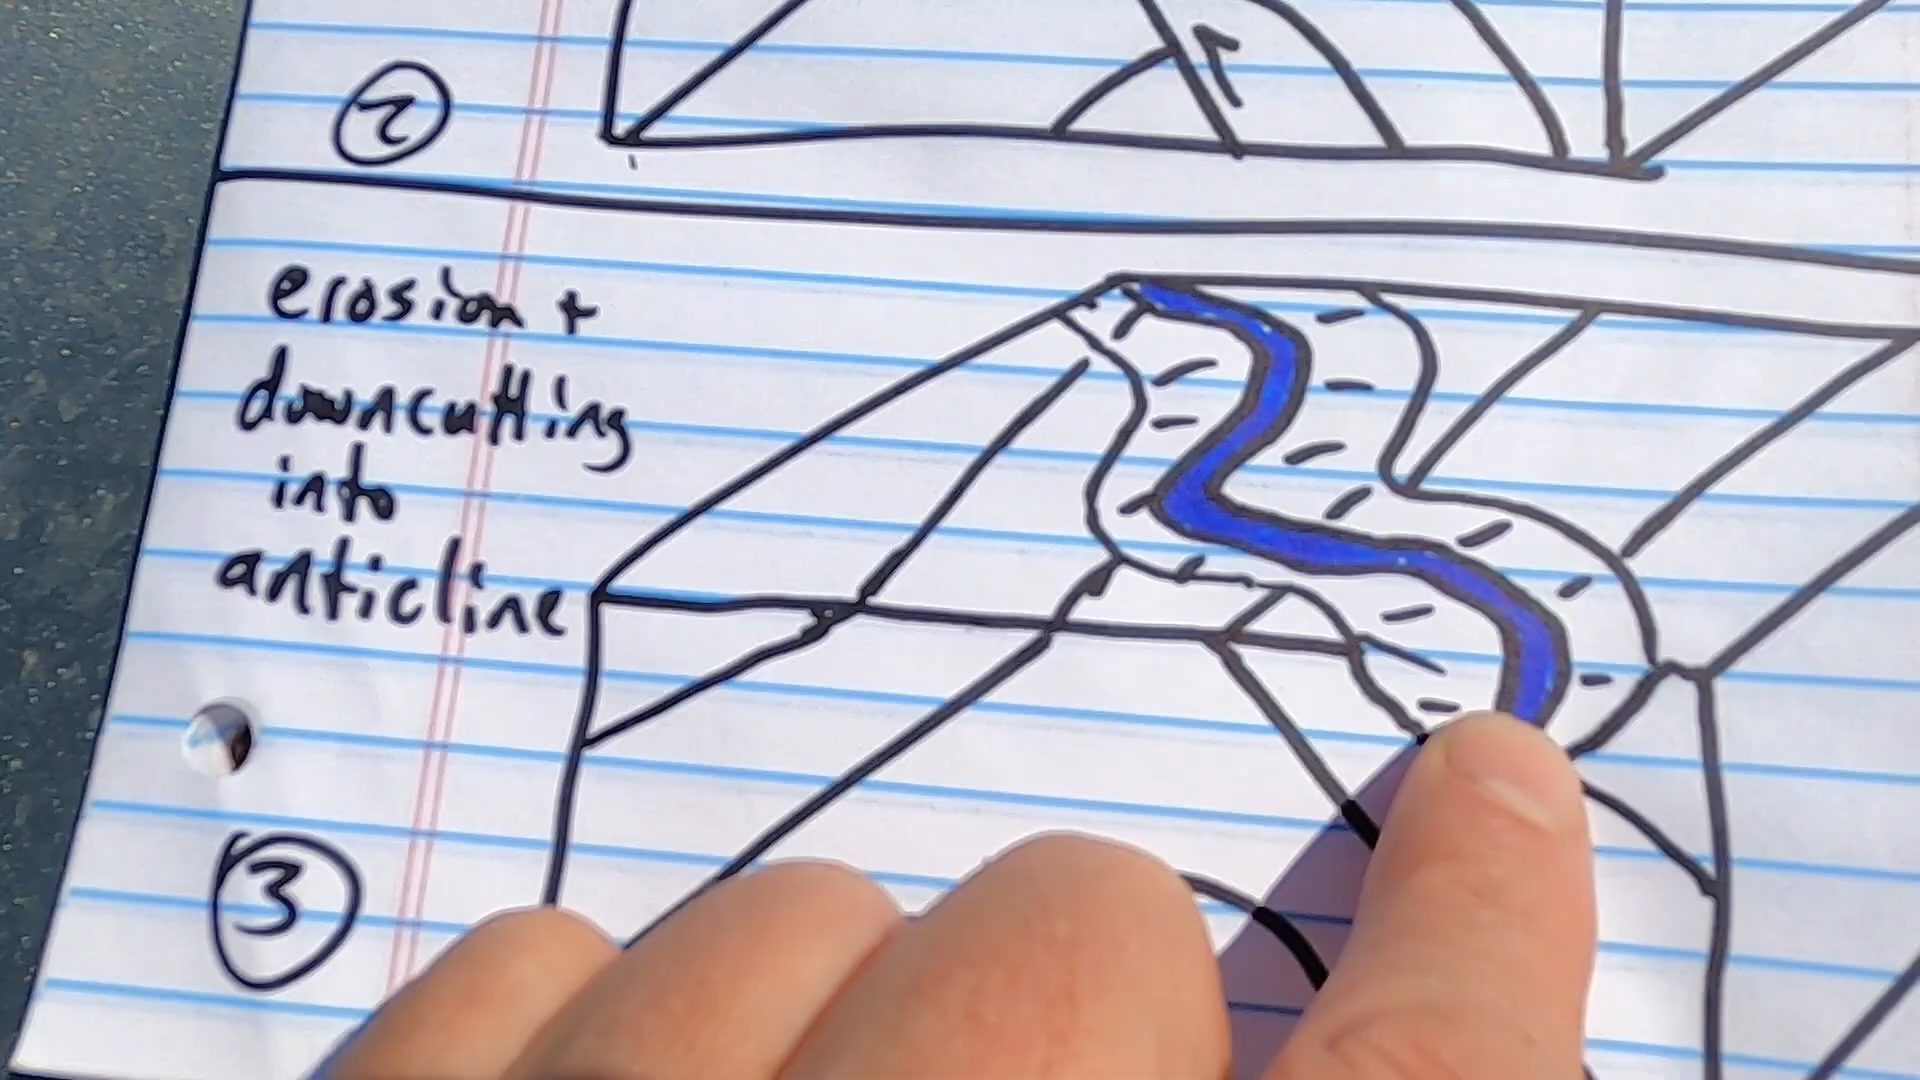 2
erosion +
downcutting
into
anticline
3